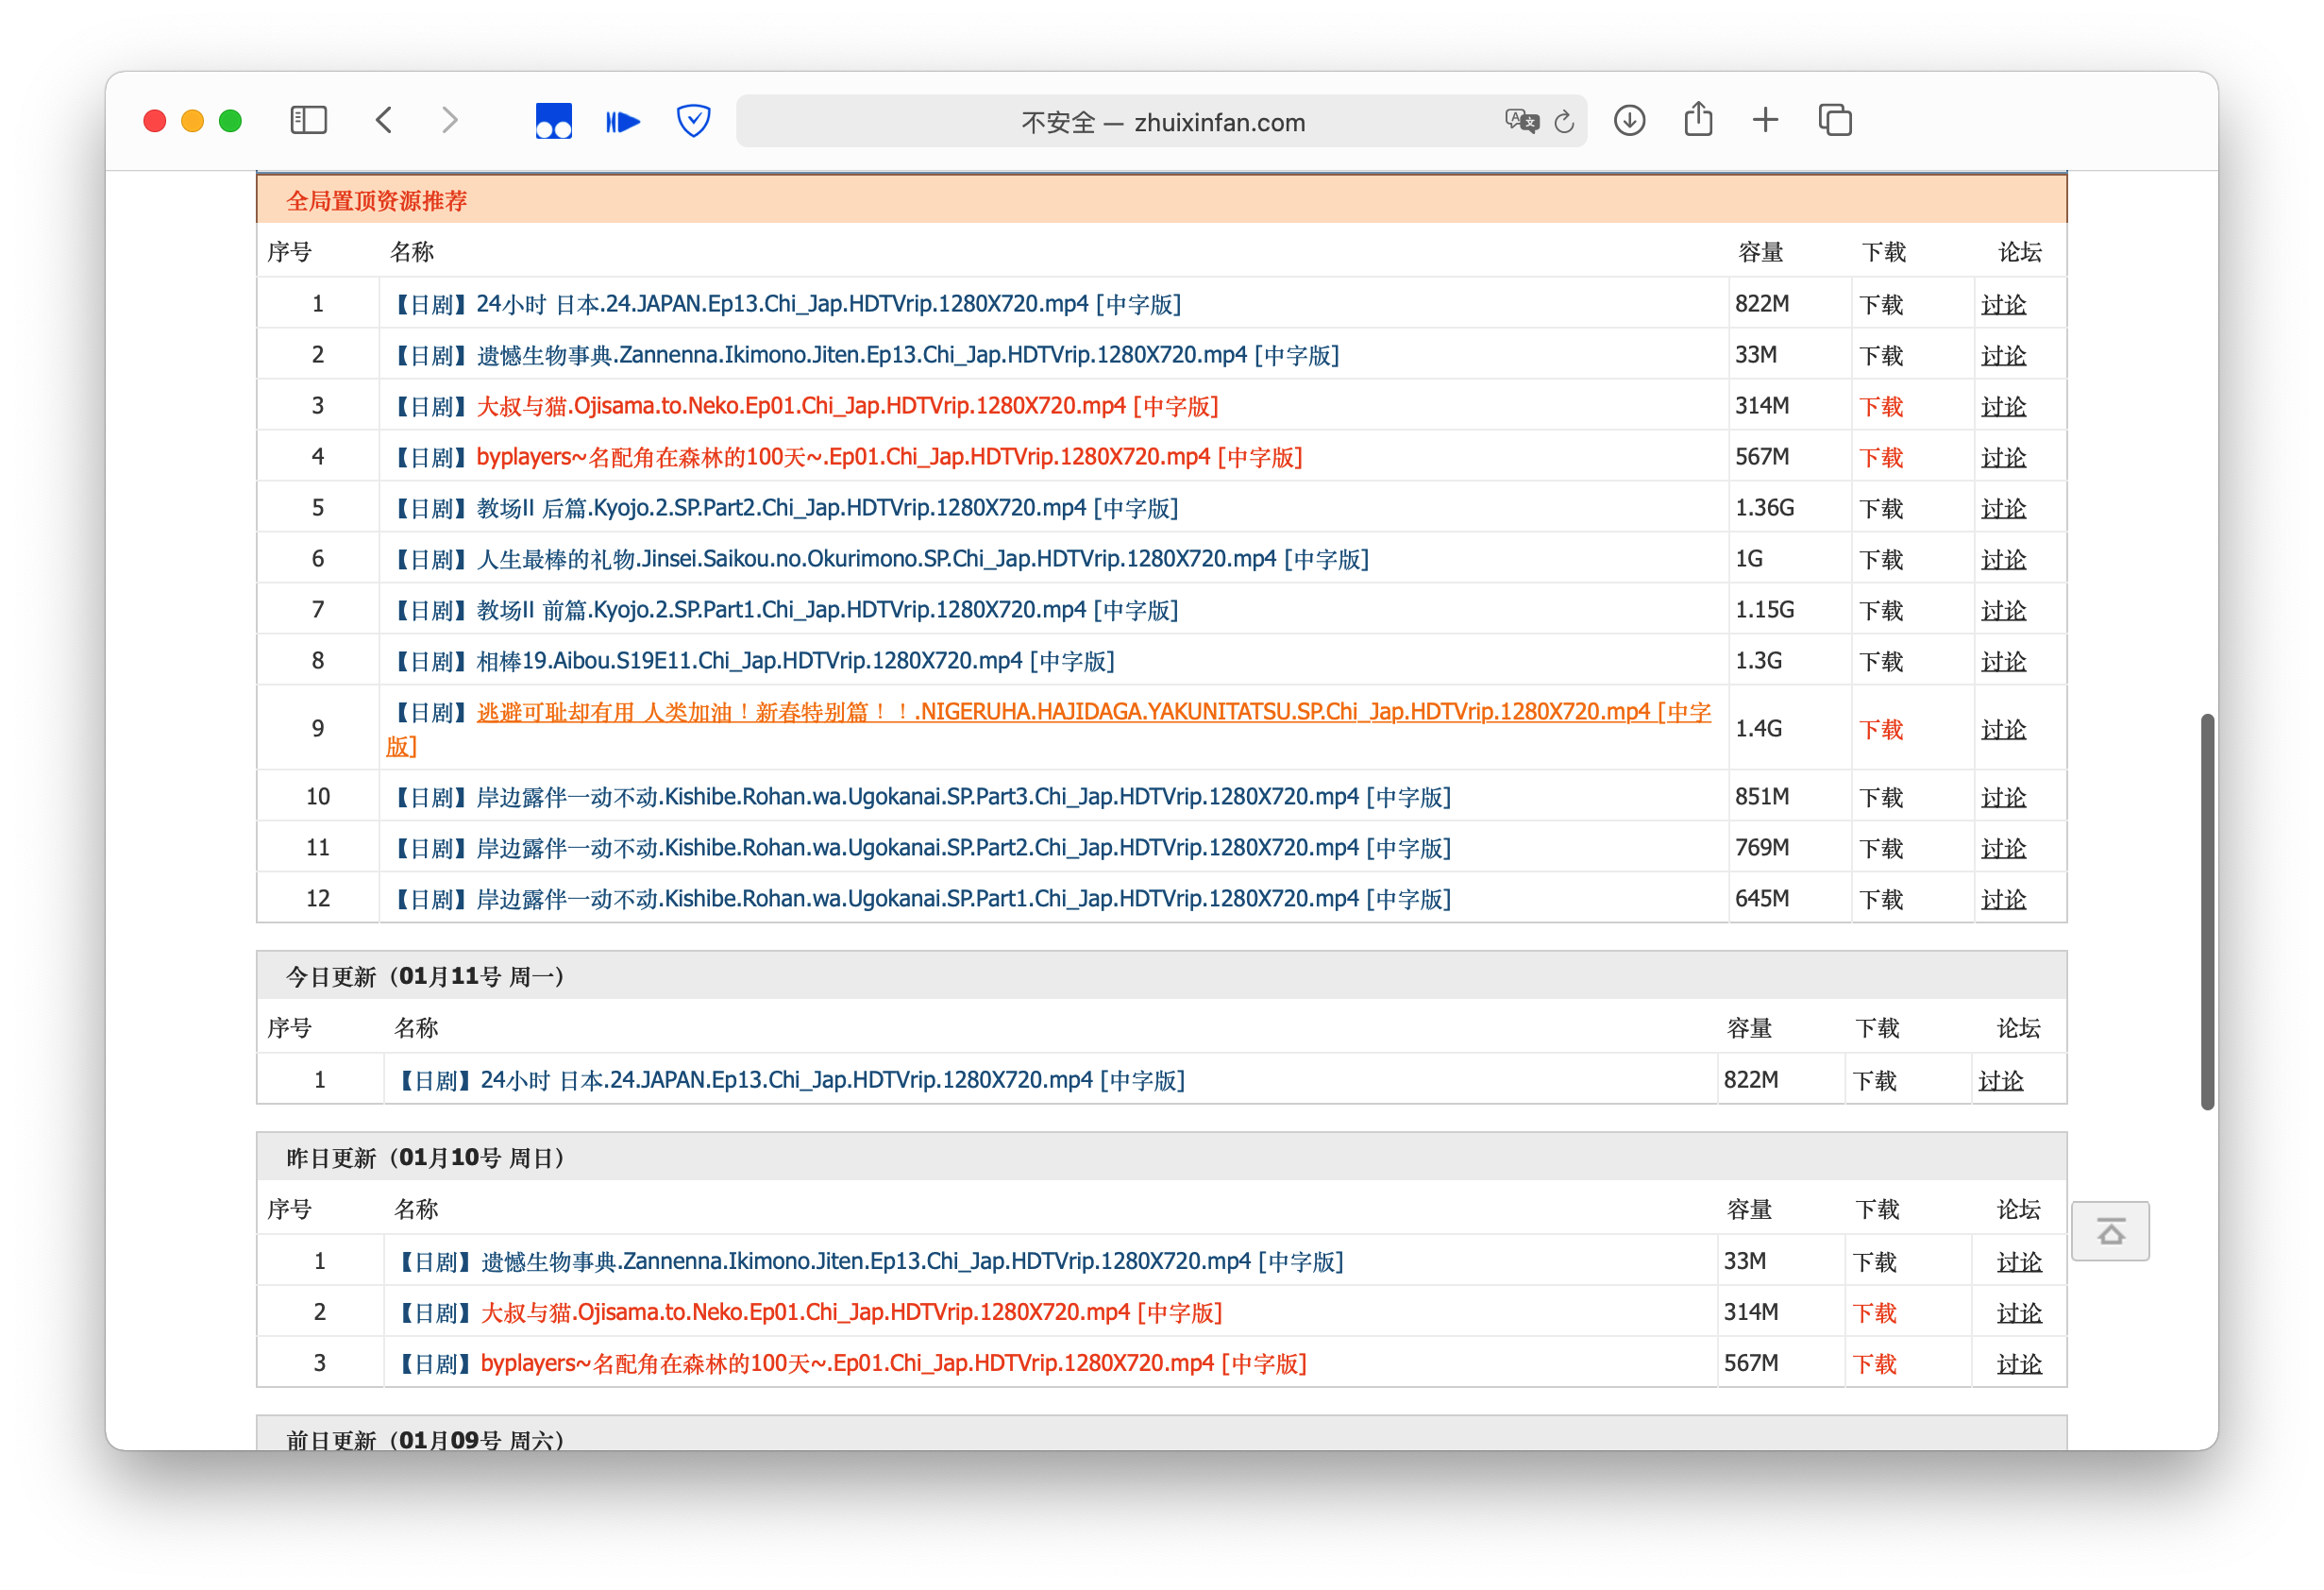 不安全 — zhuixinfan.com
全局置顶资源推荐
序号 名称 容量 下载 论坛
1 【日剧】24小时 日本.24.JAPAN.Ep13.Chi_Jap.HDTVrip.1280X720.mp4 [中字版] 822M 下载 讨论
2 【日剧】遗憾生物事典.Zannenna.Ikimono.Jiten.Ep13.Chi_Jap.HDTVrip.1280X720.mp4 [中字版] 33M 下载 讨论
3 【日剧】大叔与猫.Ojisama.to.Neko.Ep01.Chi_Jap.HDTVrip.1280X720.mp4 [中字版] 314M 下载 讨论
4 【日剧】byplayers~名配角在森林的100天~.Ep01.Chi_Jap.HDTVrip.1280X720.mp4 [中字版] 567M 下载 讨论
5 【日剧】教场II 后篇.Kyojo.2.SP.Part2.Chi_Jap.HDTVrip.1280X720.mp4 [中字版] 1.36G 下载 讨论
6 【日剧】人生最棒的礼物.Jinsei.Saikou.no.Okurimono.SP.Chi_Jap.HDTVrip.1280X720.mp4 [中字版] 1G 下载 讨论
7 【日剧】教场II 前篇.Kyojo.2.SP.Part1.Chi_Jap.HDTVrip.1280X720.mp4 [中字版] 1.15G 下载 讨论
8 【日剧】相棒19.Aibou.S19E11.Chi_Jap.HDTVrip.1280X720.mp4 [中字版] 1.3G 下载 讨论
9 【日剧】逃避可耻却有用 人类加油！新春特别篇！！.NIGERUHA.HAJIDAGA.YAKUNITATSU.SP.Chi_Jap.HDTVrip.1280X720.mp4 [中字 1.4G 下载 讨论
版]
10 【日剧】岸边露伴一动不动.Kishibe.Rohan.wa.Ugokanai.SP.Part3.Chi_Jap.HDTVrip.1280X720.mp4 [中字版] 851M 下载 讨论
11 【日剧】岸边露伴一动不动.Kishibe.Rohan.wa.Ugokanai.SP.Part2.Chi_Jap.HDTVrip.1280X720.mp4 [中字版] 769M 下载 讨论
12 【日剧】岸边露伴一动不动.Kishibe.Rohan.wa.Ugokanai.SP.Part1.Chi_Jap.HDTVrip.1280X720.mp4 [中字版] 645M 下载 讨论
今日更新（01月11号 周一）
序号 名称 容量 下载 论坛
1 【日剧】24小时 日本.24.JAPAN.Ep13.Chi_Jap.HDTVrip.1280X720.mp4 [中字版] 822M 下载 讨论
昨日更新（01月10号 周日）
序号 名称 容量 下载 论坛
1 【日剧】遗憾生物事典.Zannenna.Ikimono.Jiten.Ep13.Chi_Jap.HDTVrip.1280X720.mp4 [中字版] 33M 下载 讨论
2 【日剧】大叔与猫.Ojisama.to.Neko.Ep01.Chi_Jap.HDTVrip.1280X720.mp4 [中字版] 314M 下载 讨论
3 【日剧】byplayers~名配角在森林的100天~.Ep01.Chi_Jap.HDTVrip.1280X720.mp4 [中字版] 567M 下载 讨论
前日更新（01月09号 周六）